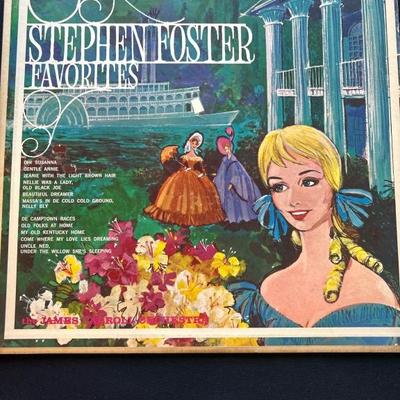 STEPHEN FOSTER
FAVORITES
OH! SUSANNA
GENTLE ANNIE
JEANIE WITH THE LIGHT BROWN HAIR
NELLIE WAS A LADY,
OLD BLACK JOE
BEAUTIFUL DREAMER
MASSA'S IN DE COLD COLD GROUND,
NELLY BLY
DE CAMPTOWN RACES
OLD FOLKS AT HOME
MY OLD KENTUCKY HOME
COME WHERE MY LOVE LIES DREAMING
UNCLE NED,
UNDER THE WILLOW SHE'S SLEEPING
the JAMES